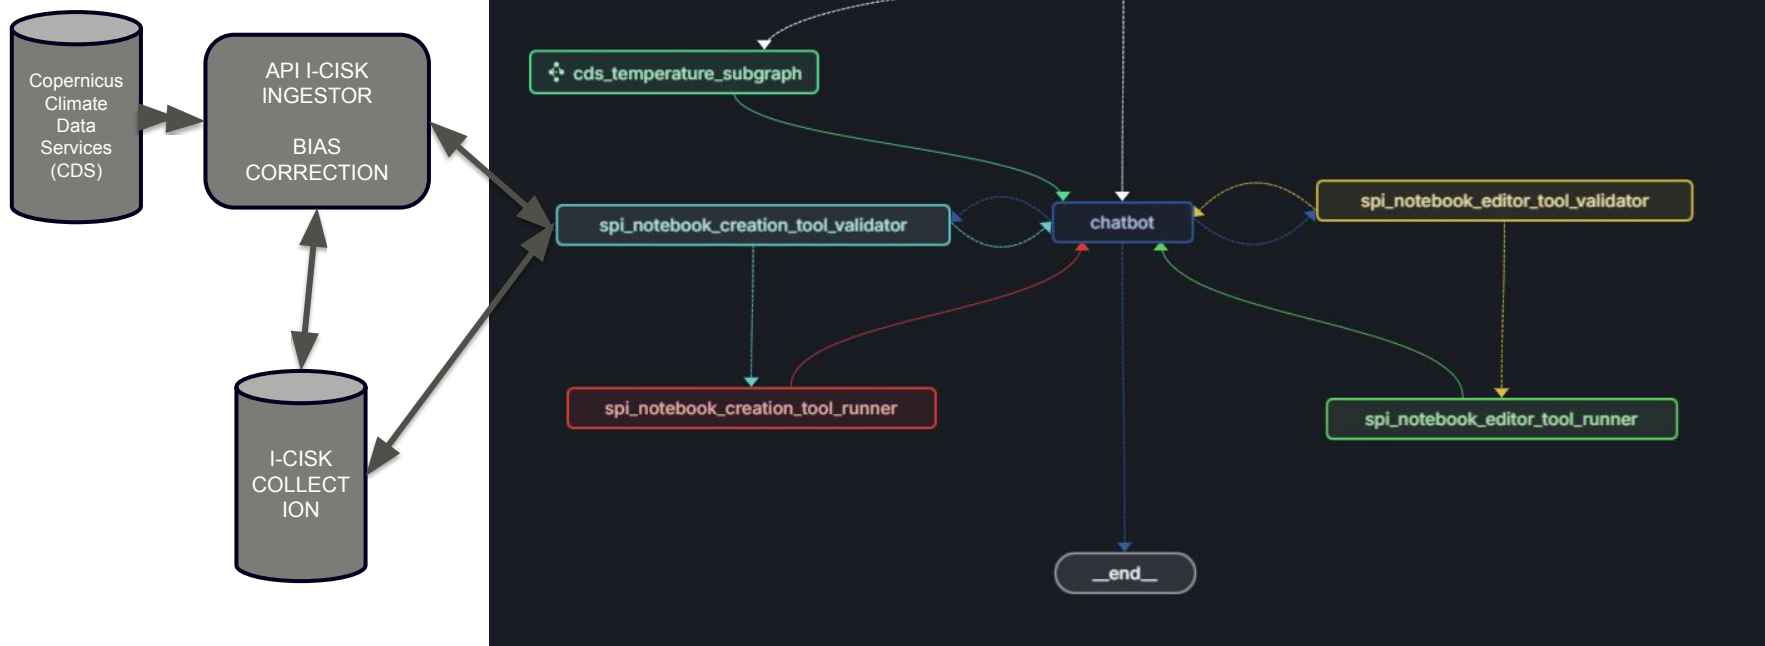 Copernicus
Climate
Data
Services
(CDS)
API I-CISK
INGESTOR
BIAS
CORRECTION
I-CISK
COLLECT
ION
cds_temperature_subgraph
spi_notebook_creation_tool_validator
chatbot
spi_notebook_editor_tool_validator
spi_notebook_creation_tool_runner
spi_notebook_editor_tool_runner
__end__